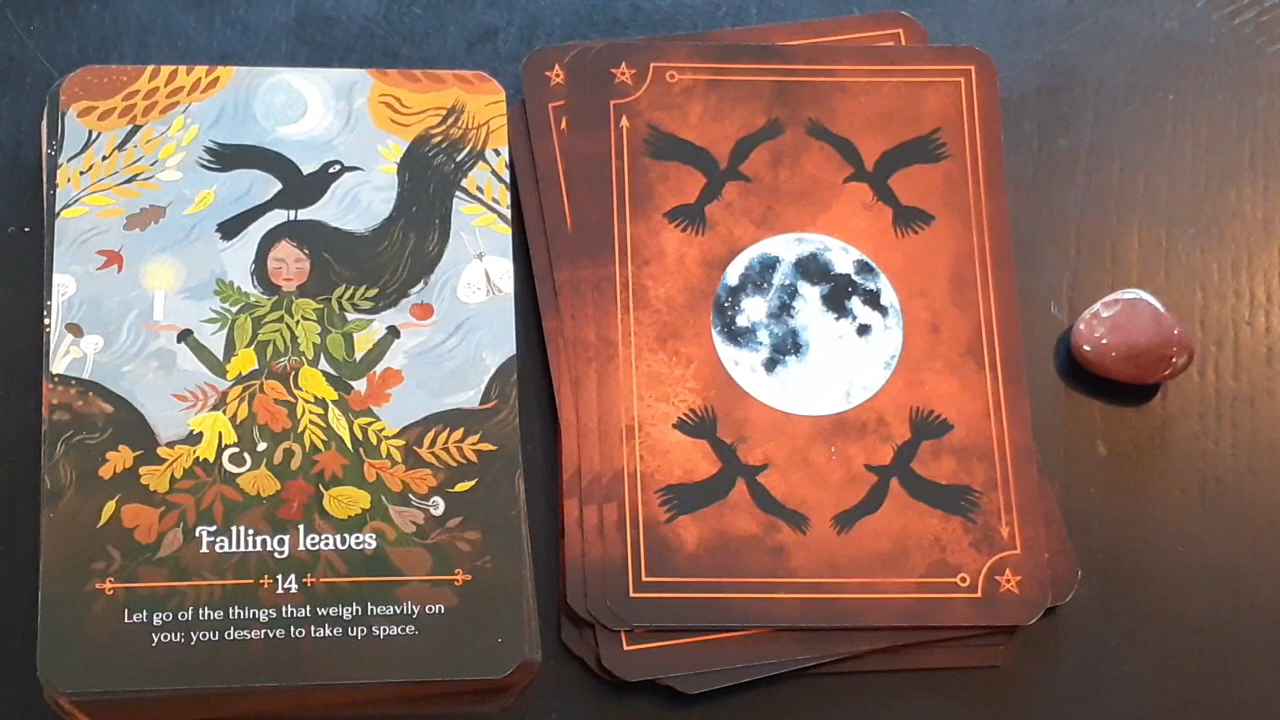 Falling leaves
14
Let go of the things that weigh heavily on
you; you deserve to take up space.